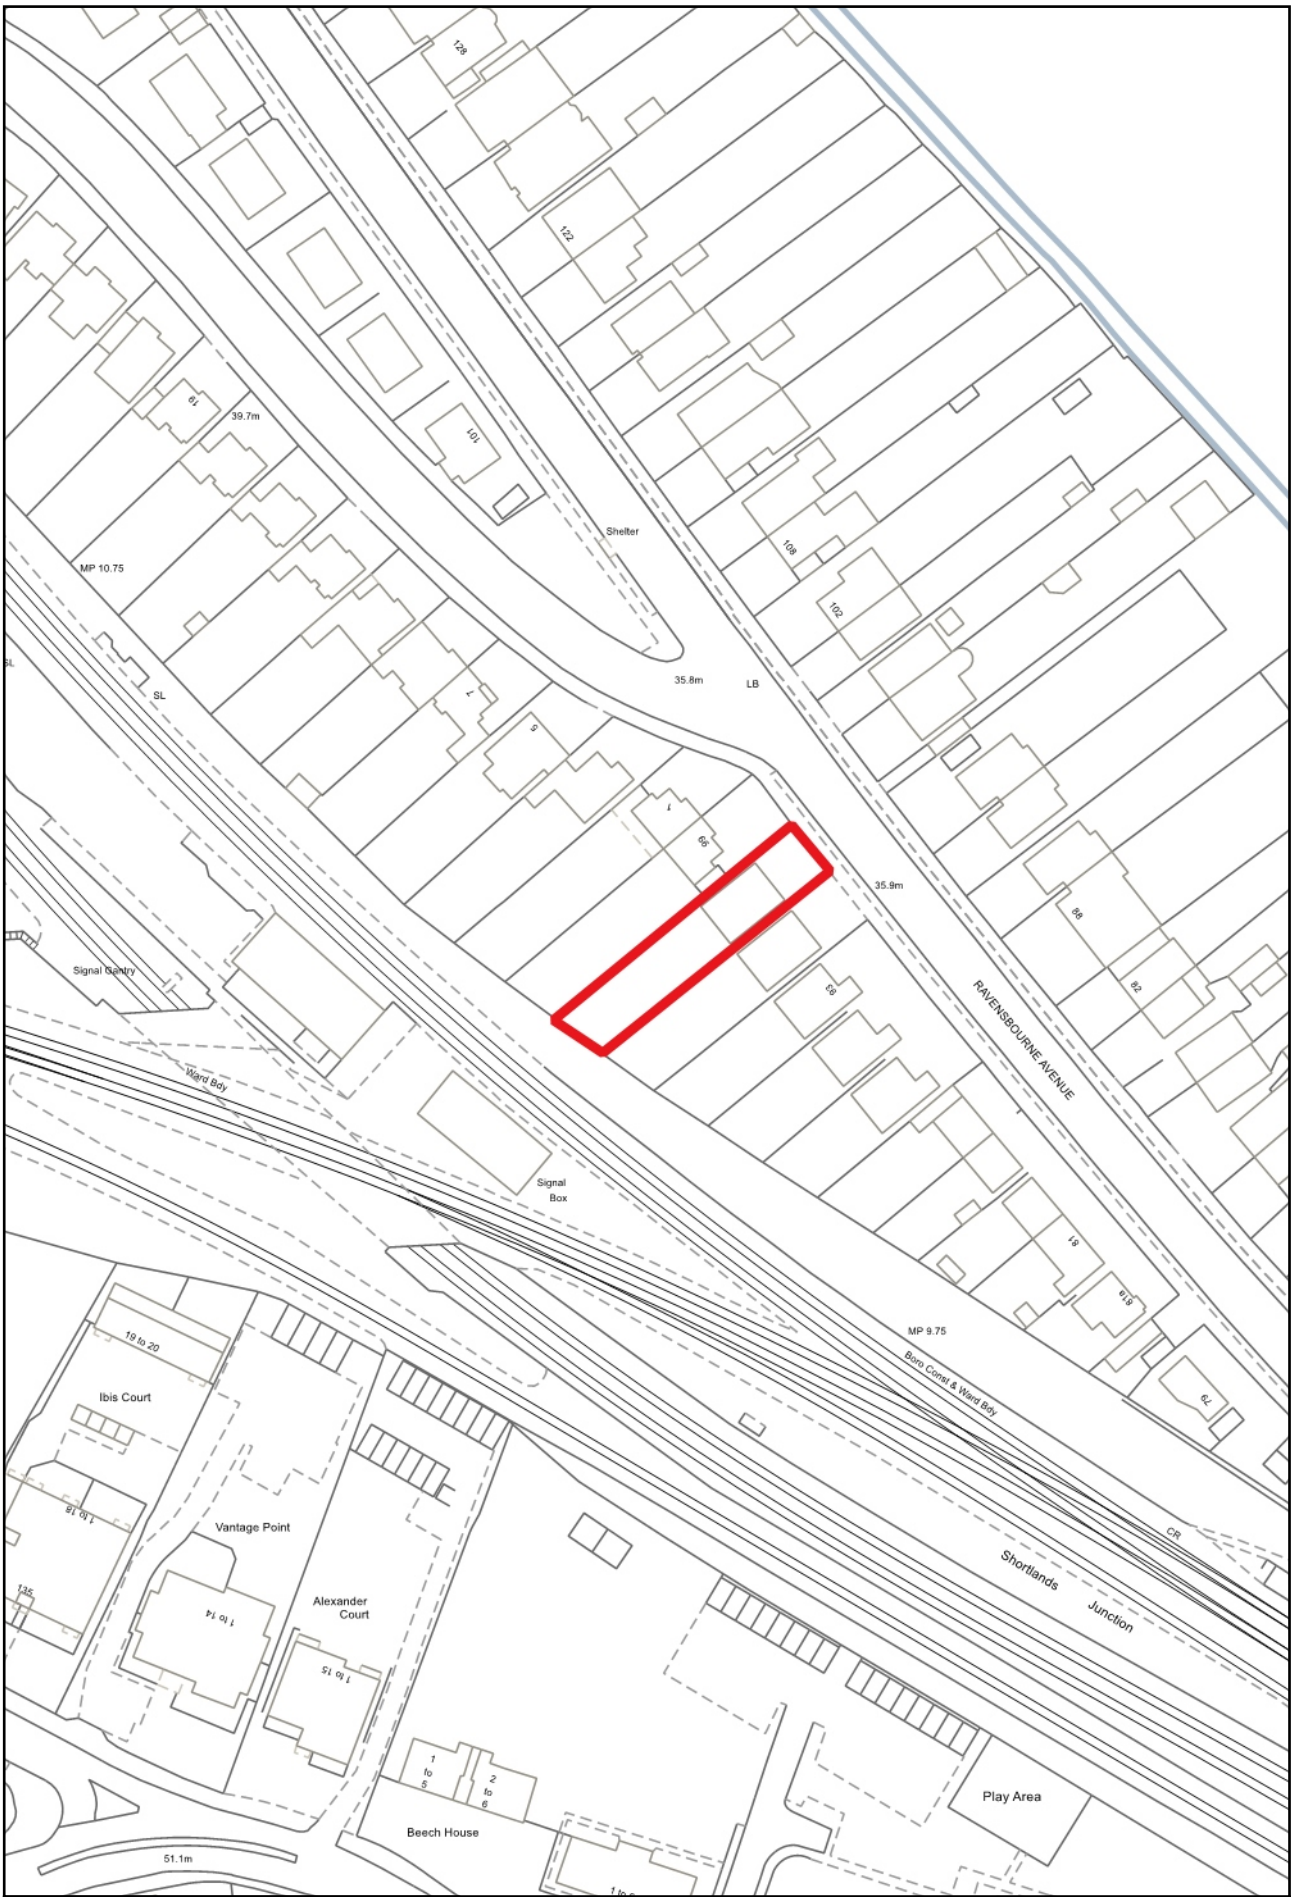 128
122
19
39.7m
101
Shelter
108
MP 10.75
102
SL
SL
35.8m
LB
7
5
1
99
35.9m
88
Signal Gantry
82
93
RAVENSBOURNE AVENUE
Ward Bdy
Signal
Box
81
81a
MP 9.75
19 to 20
Boro Const & Ward Bdy
Ibis Court
79
1 to 18
Vantage Point
CR
Shortlands
Junction
135
1 to 14
Alexander
Court
1 to 15
1
to
5
2
to
6
Play Area
Beech House
51.1m